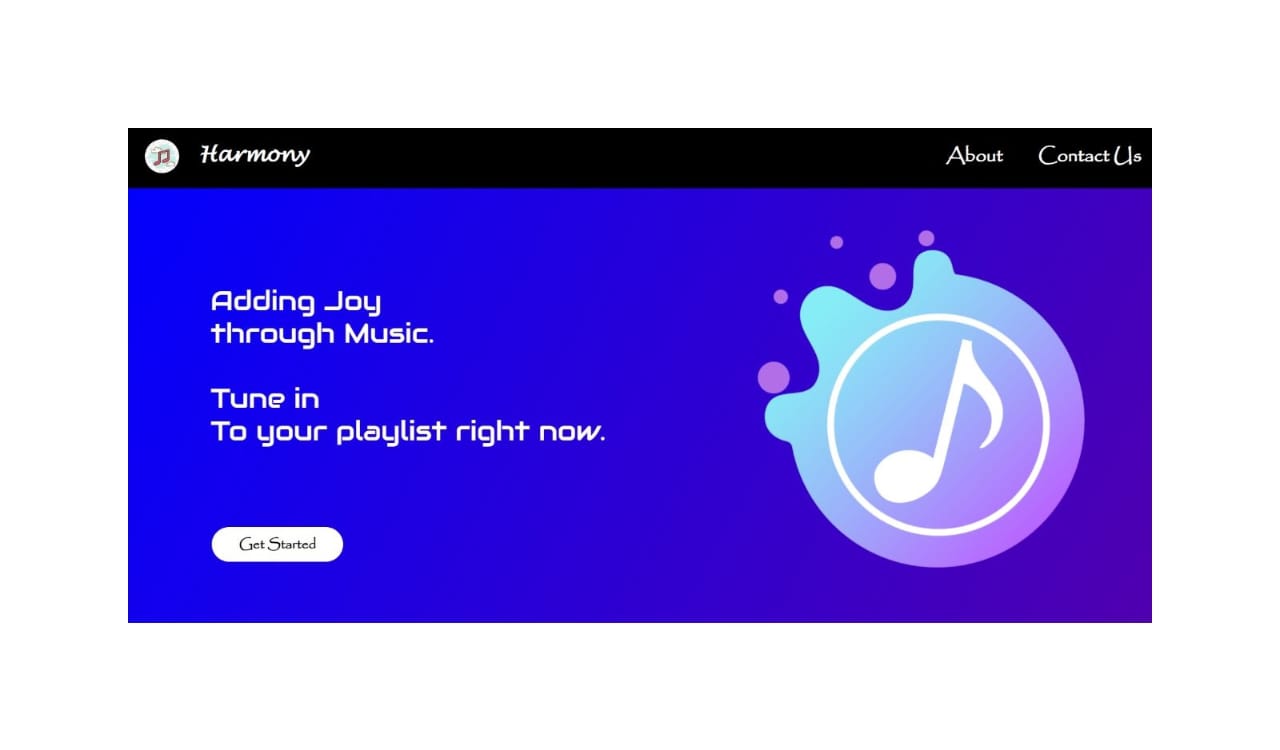 Harmony
About
Contact Us
Adding Joy
through Music.
Tune in
To your playlist right now.
Get Started